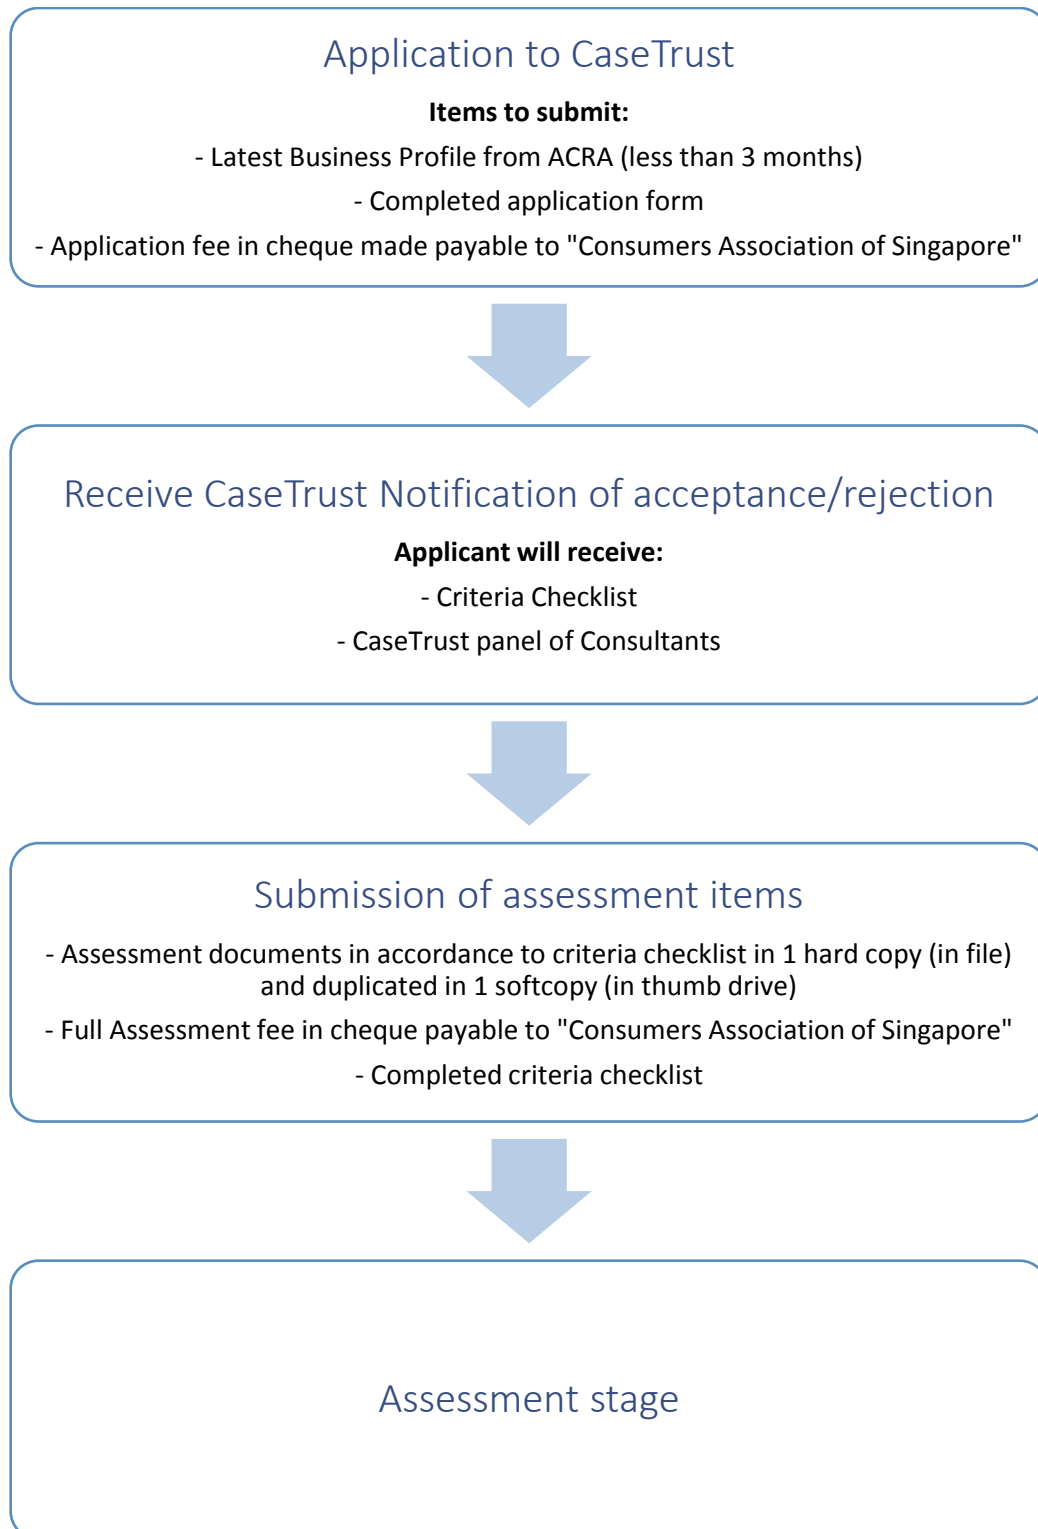 Application to CaseTrust
Items to submit:
- Latest Business Profile from ACRA (less than 3 months)
- Completed application form
- Application fee in cheque made payable to "Consumers Association of Singapore"
Receive CaseTrust Notification of acceptance/rejection
Applicant will receive:
- Criteria Checklist
- CaseTrust panel of Consultants
Submission of assessment items
- Assessment documents in accordance to criteria checklist in 1 hard copy (in file)
and duplicated in 1 softcopy (in thumb drive)
- Full Assessment fee in cheque payable to "Consumers Association of Singapore"
- Completed criteria checklist
Assessment stage